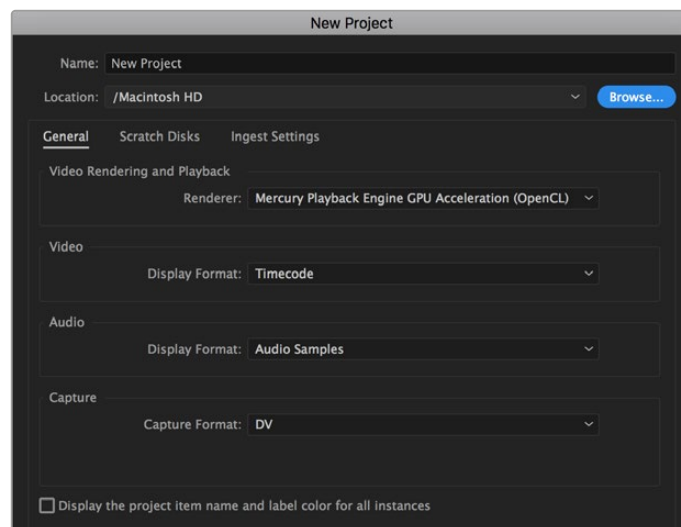 New Project
Name: New Project
Location: /Macintosh HD Browse...
General Scratch Disks Ingest Settings
Video Rendering and Playback
Renderer: Mercury Playback Engine GPU Acceleration (OpenCL)
Video
Display Format: Timecode
Audio
Display Format: Audio Samples
Capture
Capture Format: DV
Display the project item name and label color for all instances